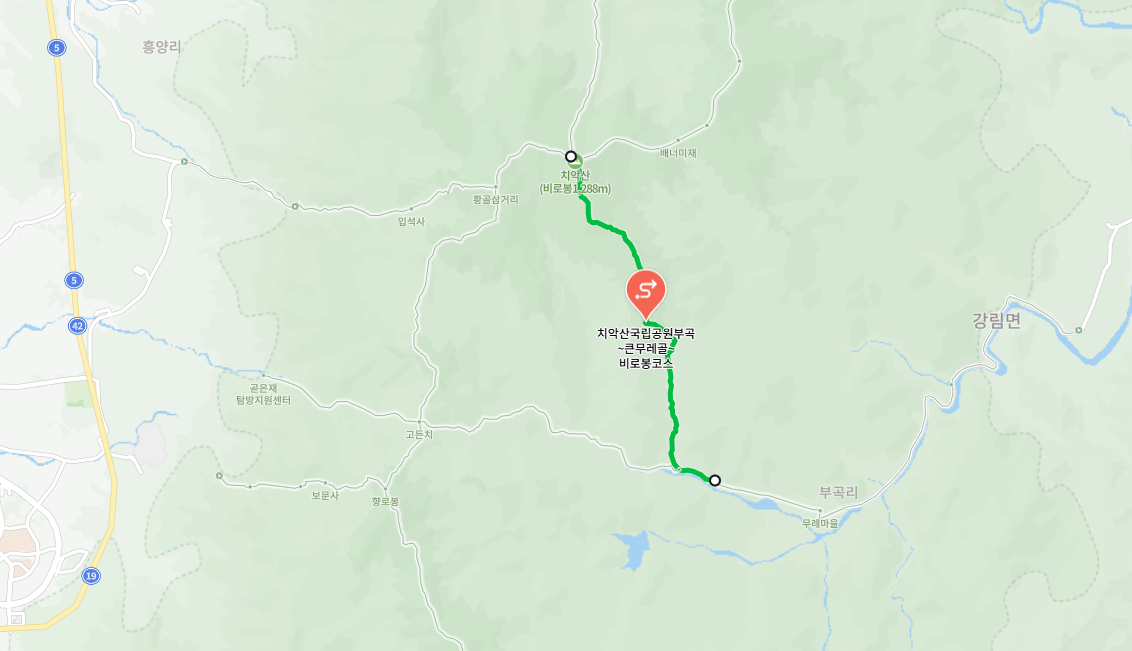 5
흥양리
배너미재
치악산
(비로봉1,288m)
황골삼거리
입석사
5
42
치악산국립공원부곡
~큰무레골~
비로봉코스
강림면
곧은재
탐방지원센터
고든치
보문사
향로봉
부곡리
무레마을
19